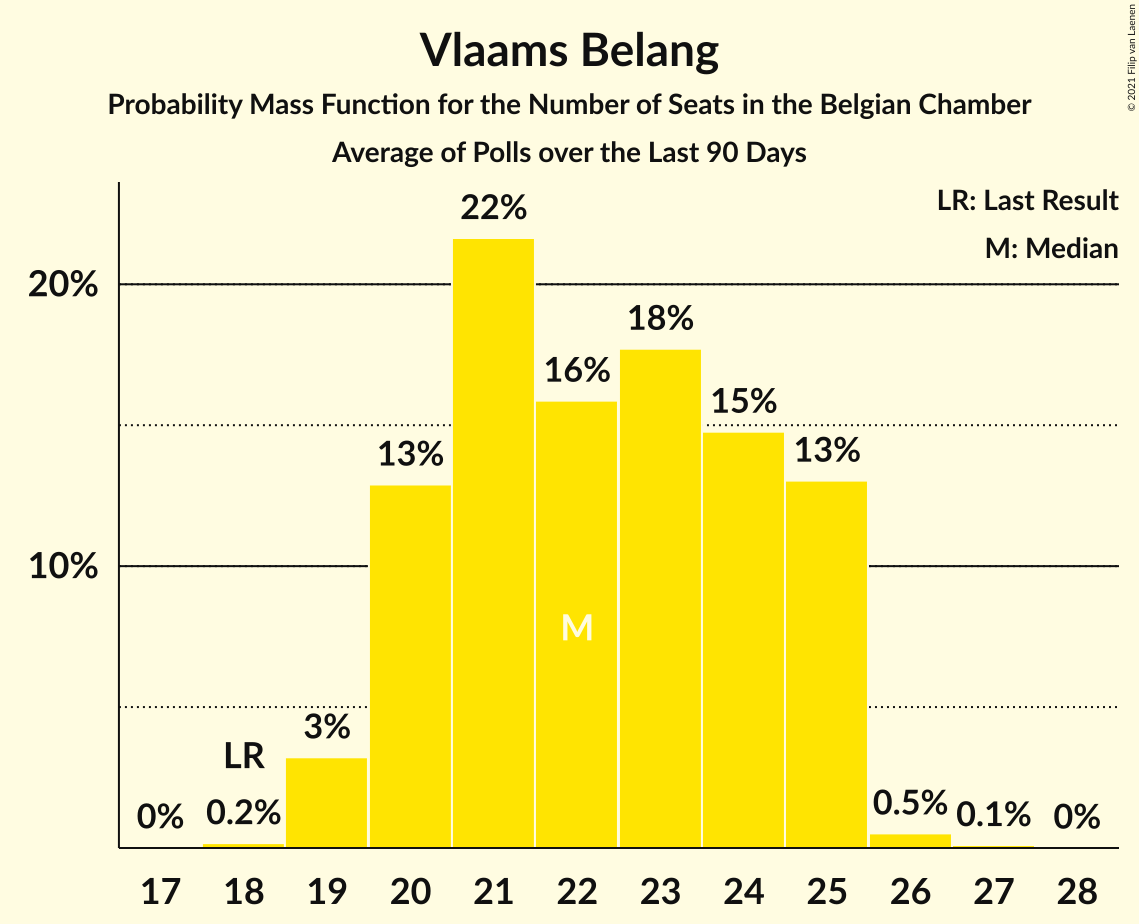 Vlaams Belang
Probability Mass Function for the Number of Seats in the Belgian Chamber
Average of Polls over the Last 90 Days
© 2021 Filip van Laenen
LR: Last Result
M: Median
20%
10%
0%
LR
0.2%
3%
13%
22%
16%
M
18%
15%
13%
0.5%
0.1%
0%
17 18 19 20 21 22 23 24 25 26 27 28